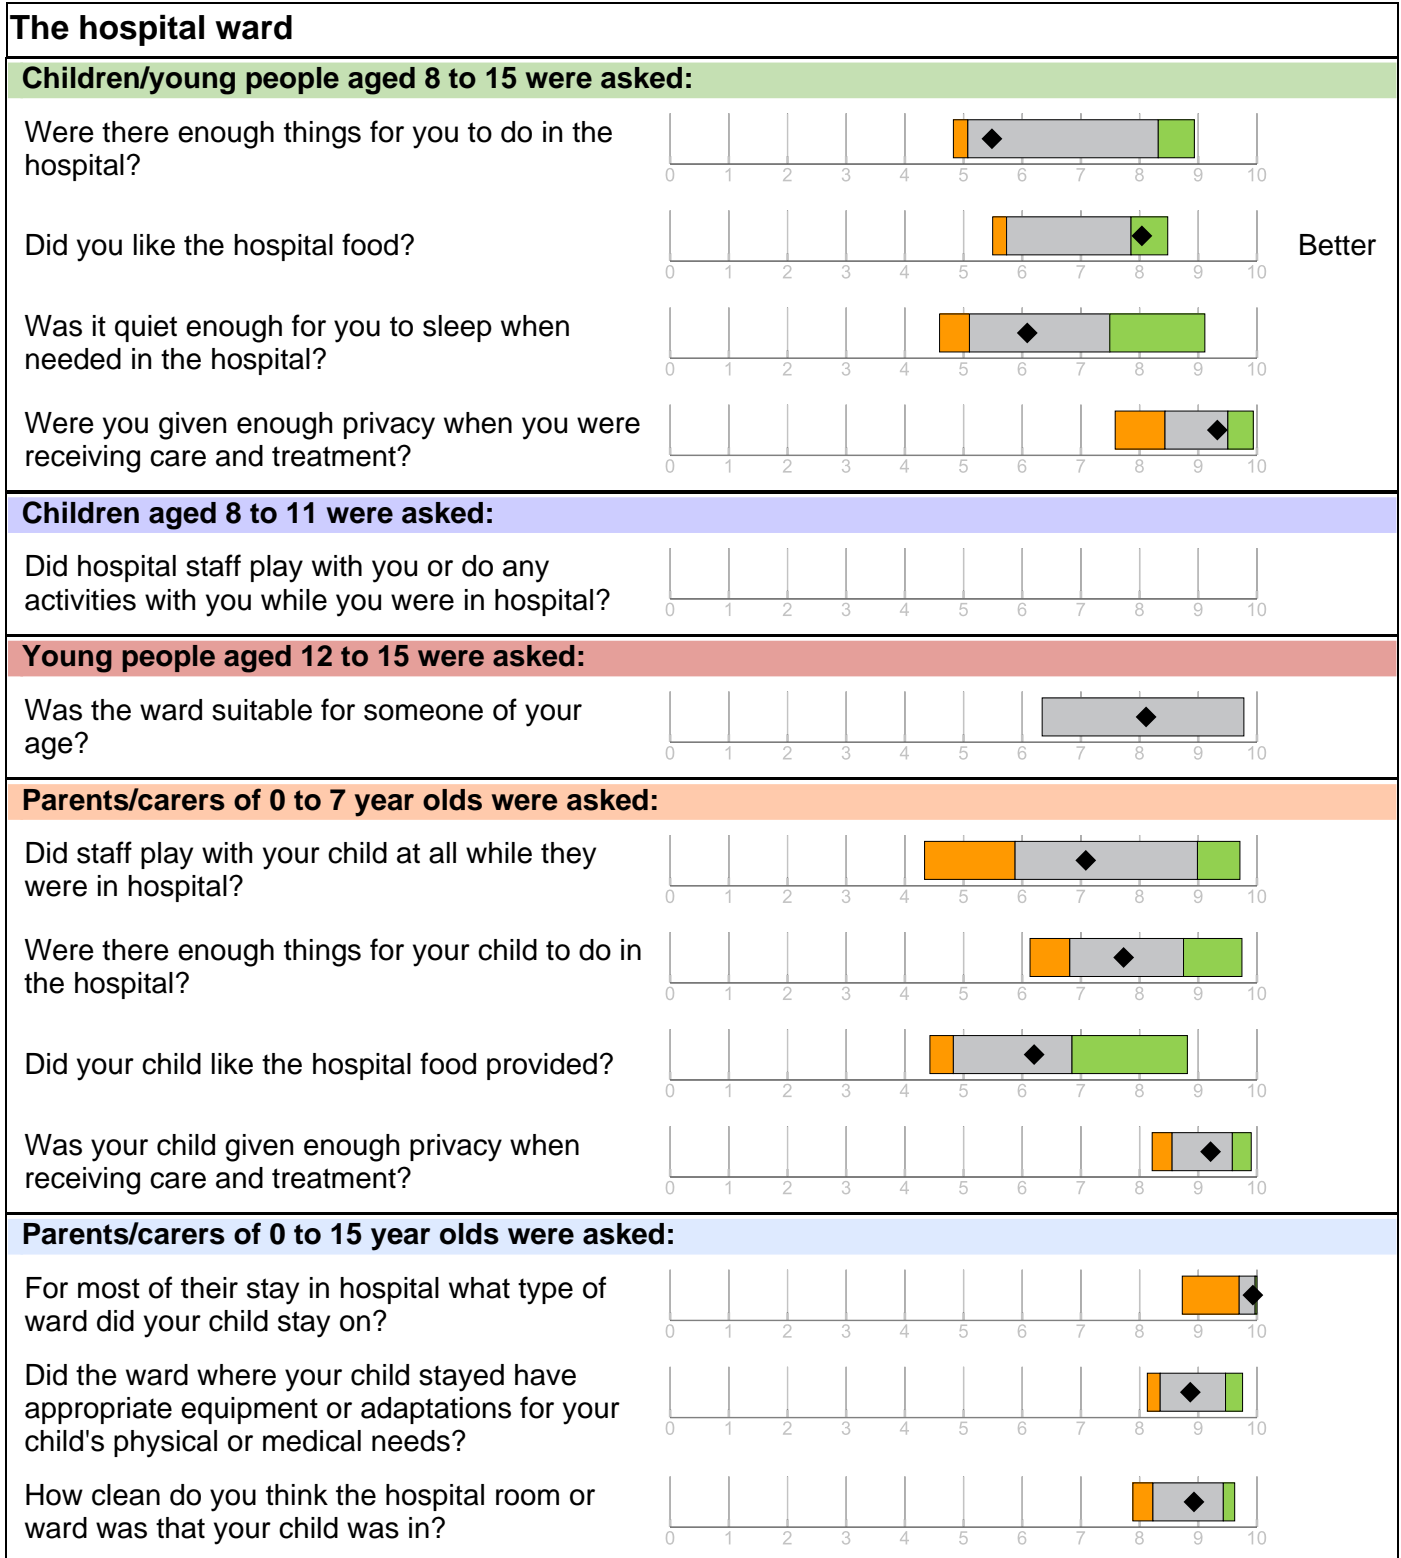 The hospital ward
Children/young people aged 8 to 15 were asked:
Were there enough things for you to do in the
hospital?
0 1 2 3 4 5 6 7 8 9 10
Did you like the hospital food?
Better
0 1 2 3 4 5 6 7 8 9 10
Was it quiet enough for you to sleep when
needed in the hospital?
0 1 2 3 4 5 6 7 8 9 10
Were you given enough privacy when you were
receiving care and treatment?
0 1 2 3 4 5 6 7 8 9 10
Children aged 8 to 11 were asked:
Did hospital staff play with you or do any
activities with you while you were in hospital?
0 1 2 3 4 5 6 7 8 9 10
Young people aged 12 to 15 were asked:
Was the ward suitable for someone of your
age?
0 1 2 3 4 5 6 7 8 9 10
Parents/carers of 0 to 7 year olds were asked:
Did staff play with your child at all while they
were in hospital?
0 1 2 3 4 5 6 7 8 9 10
Were there enough things for your child to do in
the hospital?
0 1 2 3 4 5 6 7 8 9 10
Did your child like the hospital food provided?
0 1 2 3 4 5 6 7 8 9 10
Was your child given enough privacy when
receiving care and treatment?
0 1 2 3 4 5 6 7 8 9 10
Parents/carers of 0 to 15 year olds were asked:
For most of their stay in hospital what type of
ward did your child stay on?
0 1 2 3 4 5 6 7 8 9 10
Did the ward where your child stayed have
appropriate equipment or adaptations for your
child's physical or medical needs?
0 1 2 3 4 5 6 7 8 9 10
How clean do you think the hospital room or
ward was that your child was in?
0 1 2 3 4 5 6 7 8 9 10